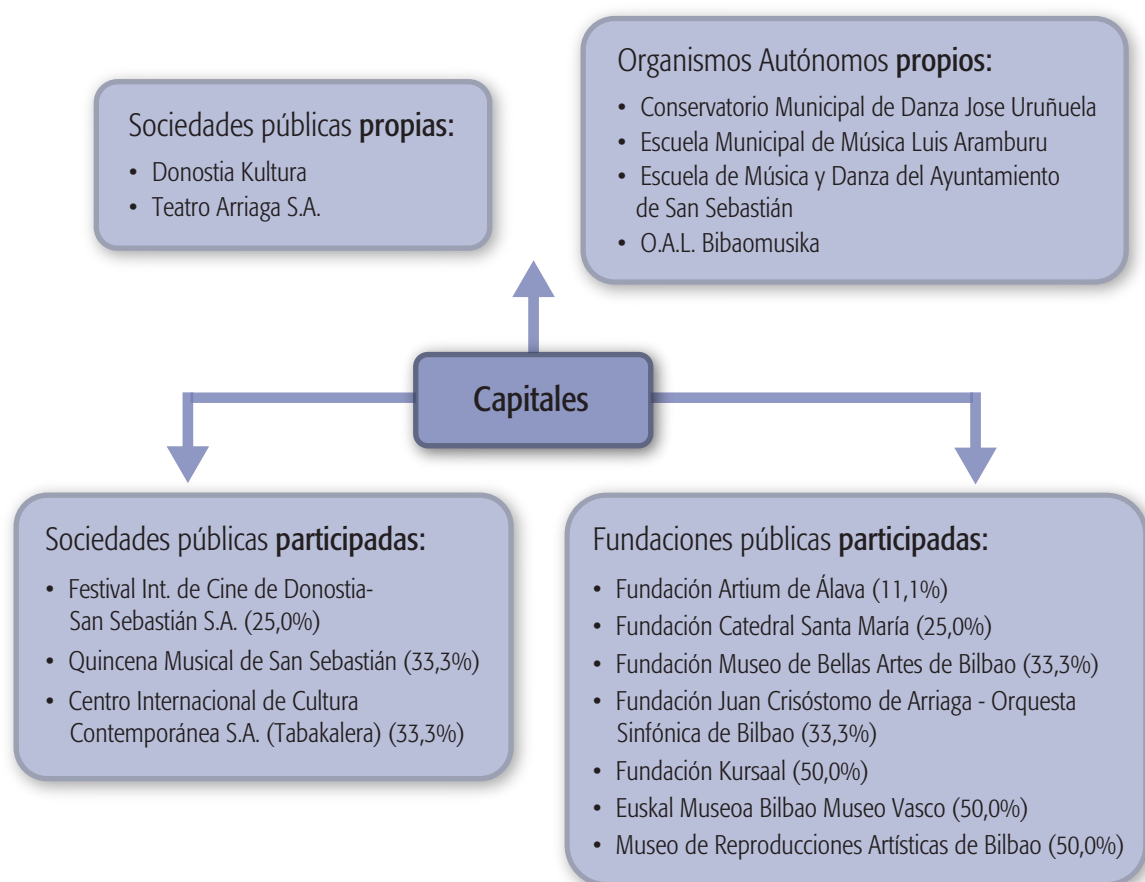 Sociedades públicas propias:
• Donostia Kultura
• Teatro Arriaga S.A.
Organismos Autónomos propios:
• Conservatorio Municipal de Danza Jose Uruñuela
• Escuela Municipal de Música Luis Aramburu
• Escuela de Música y Danza del Ayuntamiento
de San Sebastián
• O.A.L. Bibaomusika
Capitales
Sociedades públicas participadas:
• Festival Int. de Cine de Donostia-
San Sebastián S.A. (25,0%)
• Quincena Musical de San Sebastián (33,3%)
• Centro Internacional de Cultura
Contemporánea S.A. (Tabakalera) (33,3%)
Fundaciones públicas participadas:
• Fundación Artium de Álava (11,1%)
• Fundación Catedral Santa María (25,0%)
• Fundación Museo de Bellas Artes de Bilbao (33,3%)
• Fundación Juan Crisóstomo de Arriaga - Orquesta
Sinfónica de Bilbao (33,3%)
• Fundación Kursaal (50,0%)
• Euskal Museoa Bilbao Museo Vasco (50,0%)
• Museo de Reproducciones Artísticas de Bilbao (50,0%)